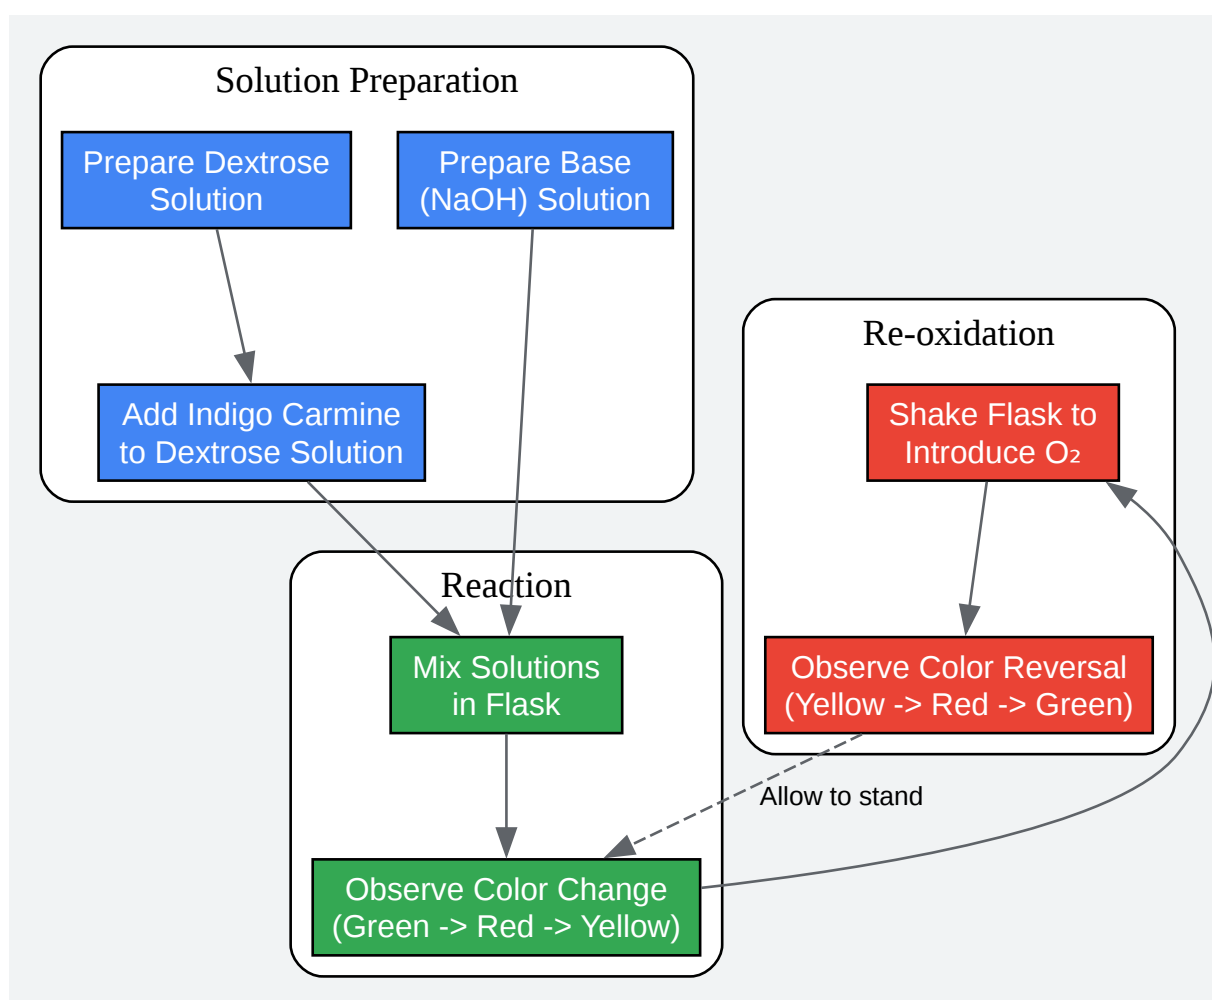 Solution Preparation
Prepare Dextrose
Solution
Prepare Base
(NaOH) Solution
Add Indigo Carmine
to Dextrose Solution
Re-oxidation
Shake Flask to
Introduce O₂
Observe Color Reversal
(Yellow -> Red -> Green)
Reaction
Mix Solutions
in Flask
Allow to stand
Observe Color Change
(Green -> Red -> Yellow)